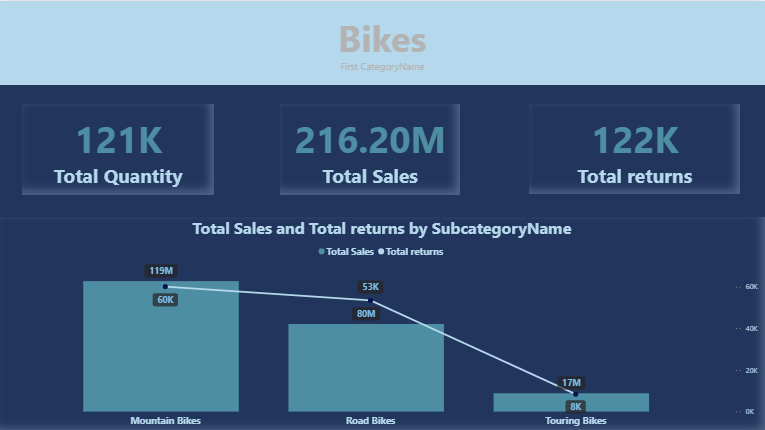 Bikes
First CategoryName
121K
Total Quantity
216.20M
Total Sales
122K
Total returns
Total Sales and Total returns by SubcategoryName
Total Sales Total returns
119M
60K
53K
80M
17M
8K
60K
40K
20K
0K
Mountain Bikes Road Bikes Touring Bikes